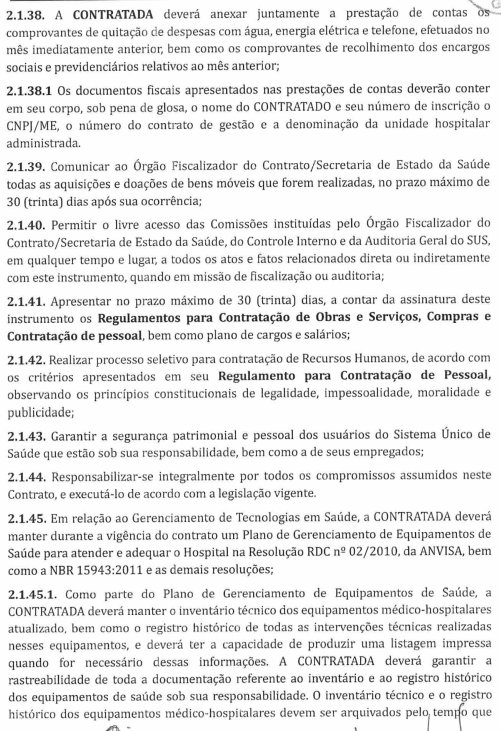 2.1.38. A CONTRATADA deverá anexar juntamente a prestação de contas os
comprovantes de quitação de despesas com água, energia elétrica e telefone, efetuados no
mês imediatamente anterior, bem como os comprovantes de recolhimento dos encargos
sociais e previdenciários relativos ao mês anterior;
2.1.38.1 Os documentos fiscais apresentados nas prestações de contas deverão conter
em seu corpo, sob pena de glosa, o nome do CONTRATADO e seu número de inscrição o
CNPJ/ME, o número do contrato de gestão e a denominação da unidade hospitalar
administrada.
2.1.39. Comunicar ao Órgão Fiscalizador do Contrato/Secretaria de Estado da Saúde
todas as aquisições e doações de bens móveis que forem realizadas, no prazo máximo de
30 (trinta) dias após sua ocorrência;
2.1.40. Permitir o livre acesso das Comissões instituídas pelo Órgão Fiscalizador do
Contrato/Secretaria de Estado da Saúde, do Controle Interno e da Auditoria Geral do SUS,
em qualquer tempo e lugar, a todos os atos e fatos relacionados direta ou indiretamente
com este instrumento, quando em missão de fiscalização ou auditoria;
2.1.41. Apresentar no prazo máximo de 30 (trinta) dias, a contar da assinatura deste
instrumento os Regulamentos para Contratação de Obras e Serviços, Compras e
Contratação de pessoal, bem como plano de cargos e salários;
2.1.42. Realizar processo seletivo para contratação de Recursos Humanos, de acordo com
os critérios apresentados em seu Regulamento para Contratação de Pessoal,
observando os princípios constitucionais de legalidade, impessoalidade, moralidade e
publicidade;
2.1.43. Garantir a segurança patrimonial e pessoal dos usuários do Sistema Único de
Saúde que estão sob sua responsabilidade, bem como a de seus empregados;
2.1.44. Responsabilizar-se integralmente por todos os compromissos assumidos neste
Contrato, e executá-lo de acordo com a legislação vigente.
2.1.45. Em relação ao Gerenciamento de Tecnologias em Saúde, a CONTRATADA deverá
manter durante a vigência do contrato um Plano de Gerenciamento de Equipamentos de
Saúde para atender e adequar o Hospital na Resolução RDC nº 02/2010, da ANVISA, bem
como a NBR 15943:2011 e as demais resoluções;
2.1.45.1. Como parte do Plano de Gerenciamento de Equipamentos de Saúde, a
CONTRATADA deverá manter o inventário técnico dos equipamentos médico-hospitalares
atualizado, bem como o registro histórico de todas as intervenções técnicas realizadas
nesses equipamentos, e deverá ter a capacidade de produzir uma listagem impressa
quando for necessário dessas informações. A CONTRATADA deverá garantir a
rastreabilidade de toda a documentação referente ao inventário e ao registro histórico
dos equipamentos de saúde sob sua responsabilidade. O inventário técnico e o registro
histórico dos equipamentos médico-hospitalares devem ser arquivados pelo tempo que